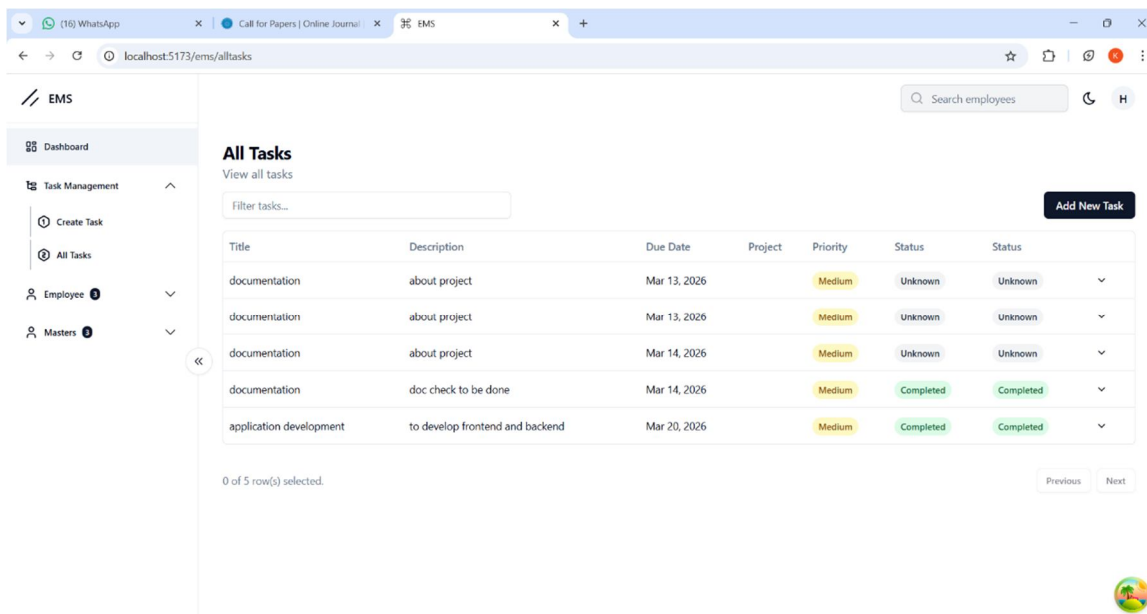 (16) WhatsApp
Call for Papers | Online Journal
EMS
localhost:5173/ems/alltasks
K
EMS
Search employees
H
Dashboard
Task Management
1 Create Task
2 All Tasks
Employee 3
Masters 3
All Tasks
View all tasks
Filter tasks...
Add New Task
Title Description Due Date Project Priority Status Status
documentation about project Mar 13, 2026 Medium Unknown Unknown
documentation about project Mar 13, 2026 Medium Unknown Unknown
documentation about project Mar 14, 2026 Medium Unknown Unknown
documentation doc check to be done Mar 14, 2026 Medium Completed Completed
application development to develop frontend and backend Mar 20, 2026 Medium Completed Completed
0 of 5 row(s) selected.
Previous Next